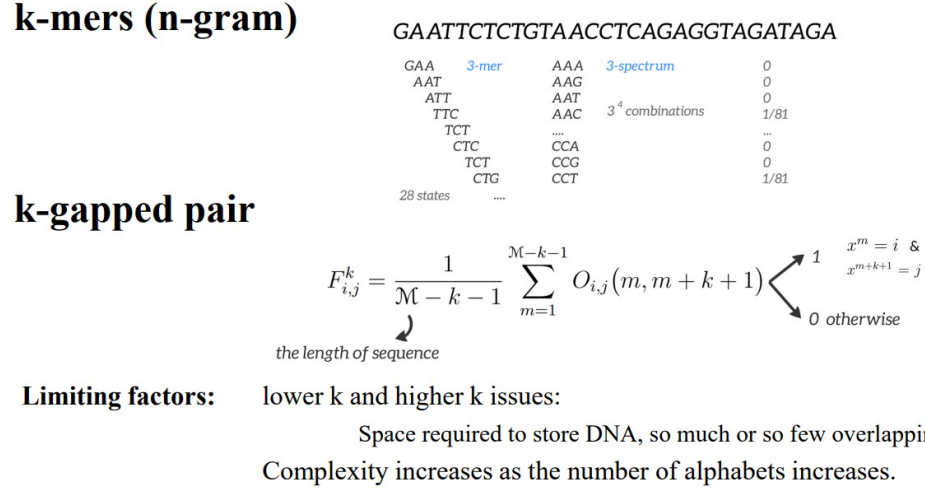 k-mers (n-gram)
GAATTCTCTGTAACCTCAGAGGTAGATAGA
GAA 3-mer AAA 3-spectrum 0
AAT AAG 0
ATT AAT 0
TTC AAC 3^4 combinations 1/81
TCT .... ...
CTC CCA 0
TCT CCG 0
CTG CCT 1/81
28 states ....
k-gapped pair
F^k_{i,j} = 1/(M−k−1) ∑_{m=1}^{M−k−1} O_{i,j}(m, m + k + 1) 1 x^m = i & x^{m+k+1} = j
0 otherwise
the length of sequence
Limiting factors: lower k and higher k issues:
Space required to store DNA, so much or so few
Complexity increases as the number of alphabets increases.